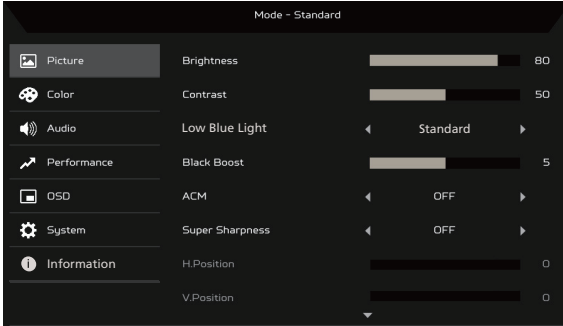 Mode - Standard
Picture
Color
Audio
Performance
OSD
System
Information
Brightness 80
Contrast 50
Low Blue Light Standard
Black Boost 5
ACM OFF
Super Sharpness OFF
H.Position 0
V.Position 0